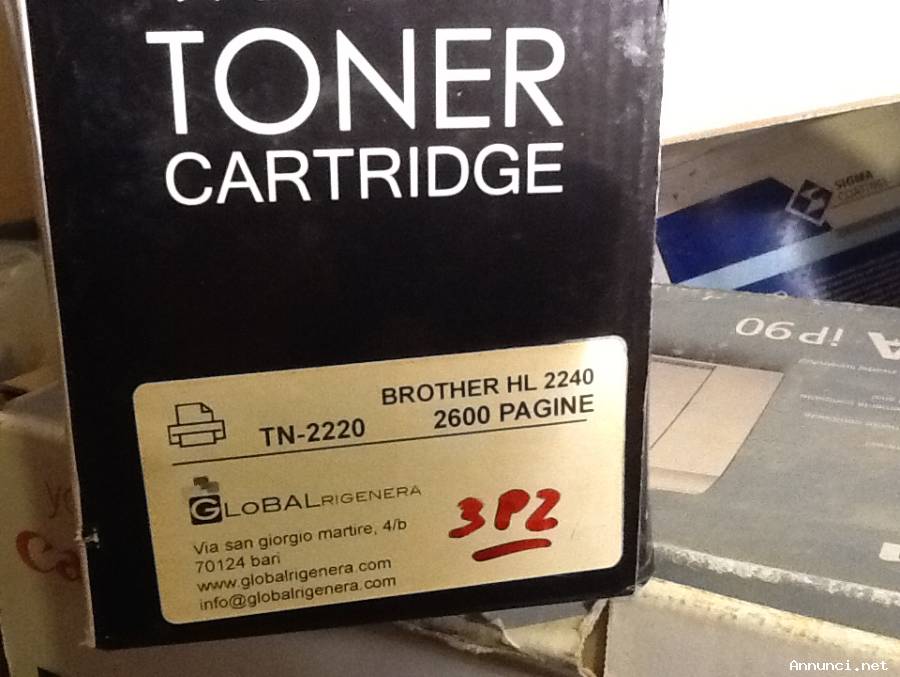 TONER
CARTRIDGE
BROTHER HL 2240
TN-2220
2600 PAGINE
GLOBALRIGENERA
3PZ
Via san giorgio martire, 4/b
70124 bari
www.globalrigenera.com
info@globalrigenera.com
SIGMA
COATINGS
A iP90
Annunci.net